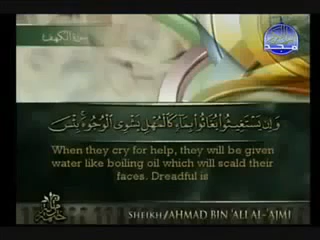 سورة الكهف
وَإِن يَسْتَغِيثُوا يُغَاثُوا بِمَاءٍ كَالْمُهْلِ يَشْوِي الْوُجُوهَ بِئْسَ
When they cry for help, they will be given
water like boiling oil which will scald their
faces. Dreadful is
SHEIKH/AHMAD BIN 'ALI AL-'AJMI